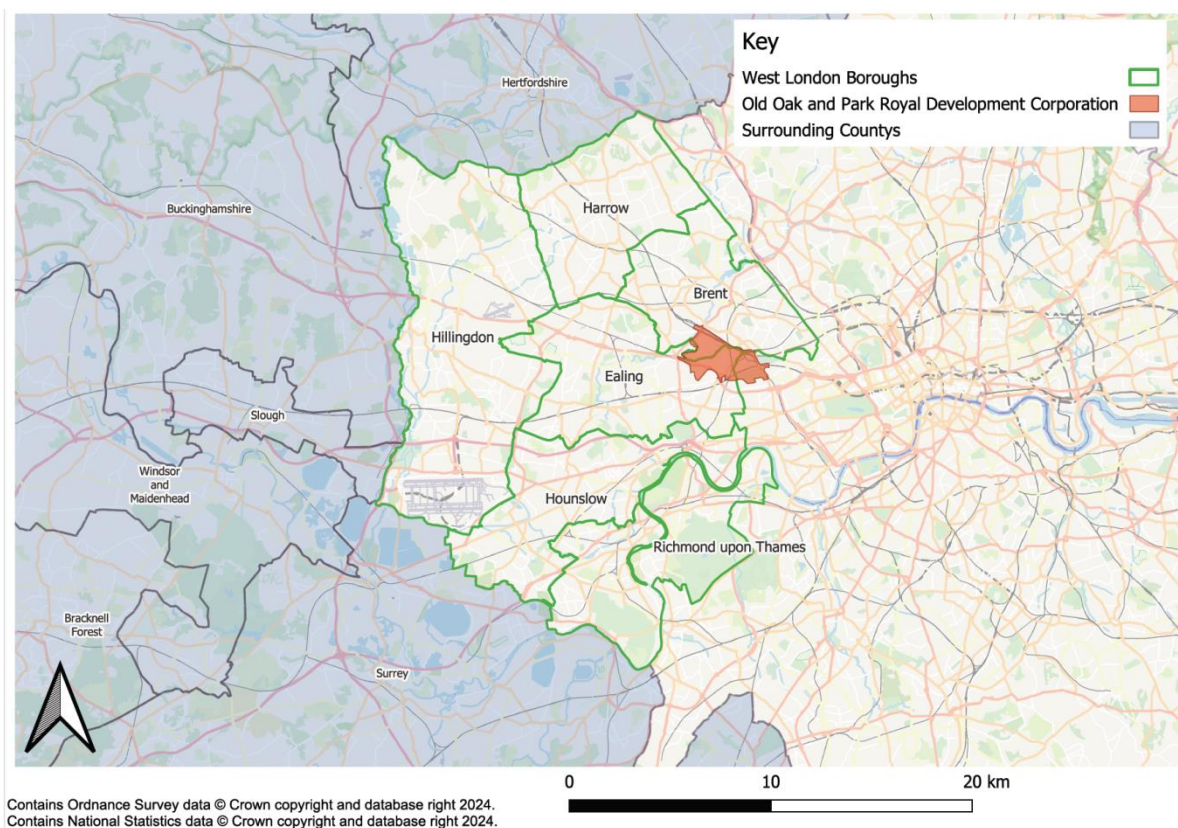 Key
West London Boroughs
Old Oak and Park Royal Development Corporation
Surrounding Countys
Hertfordshire
Buckinghamshire
Harrow
Brent
Hillingdon
Ealing
Slough
Windsor
and
Maidenhead
Hounslow
Richmond upon Thames
Bracknell
Forest
Surrey
0 10 20 km
Contains Ordnance Survey data © Crown copyright and database right 2024.
Contains National Statistics data © Crown copyright and database right 2024.